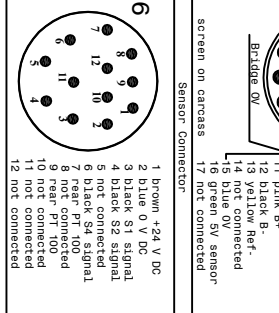 Bridge 0V
11 pink B+
12 black B-
13 yellow Ref-
14 not connected
15 blue 0V
16 green 5V sensor
17 not connected
screen on carcass
Sensor Connector
6
7
8
9
1
2
3
4
5
6
10
11
12
1 brown +24 V DC
2 blue 0 V DC
3 black S1 signal
4 black S2 signal
5 not connected
6 black S4 signal
7 rear PT 100
8 not connected
9 rear PT 100
10 not connected
11 not connected
12 not connected